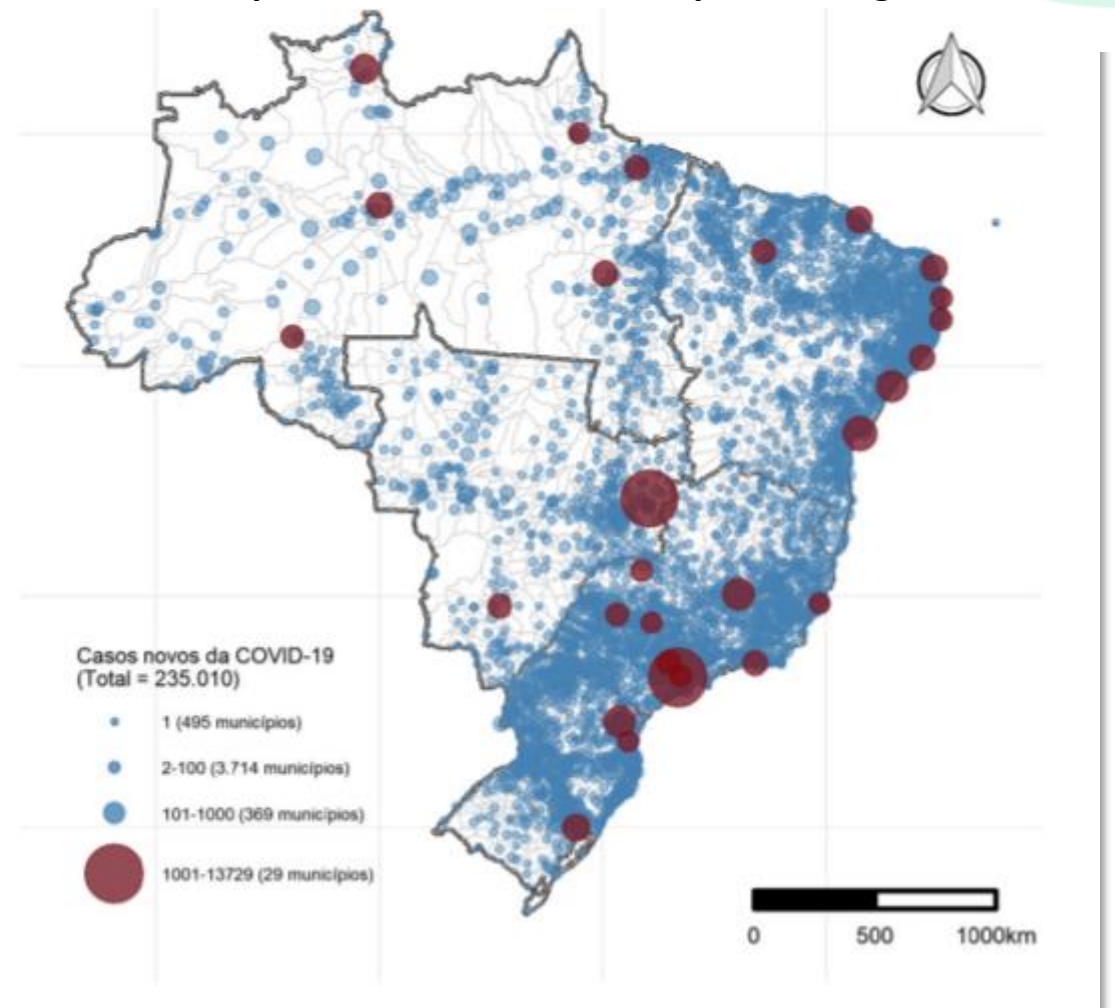 Casos novos da COVID-19
(Total = 235.010)
1 (495 municípios)
2-100 (3.714 municípios)
101-1000 (369 municípios)
1001-13729 (29 municípios)
0 500 1000km